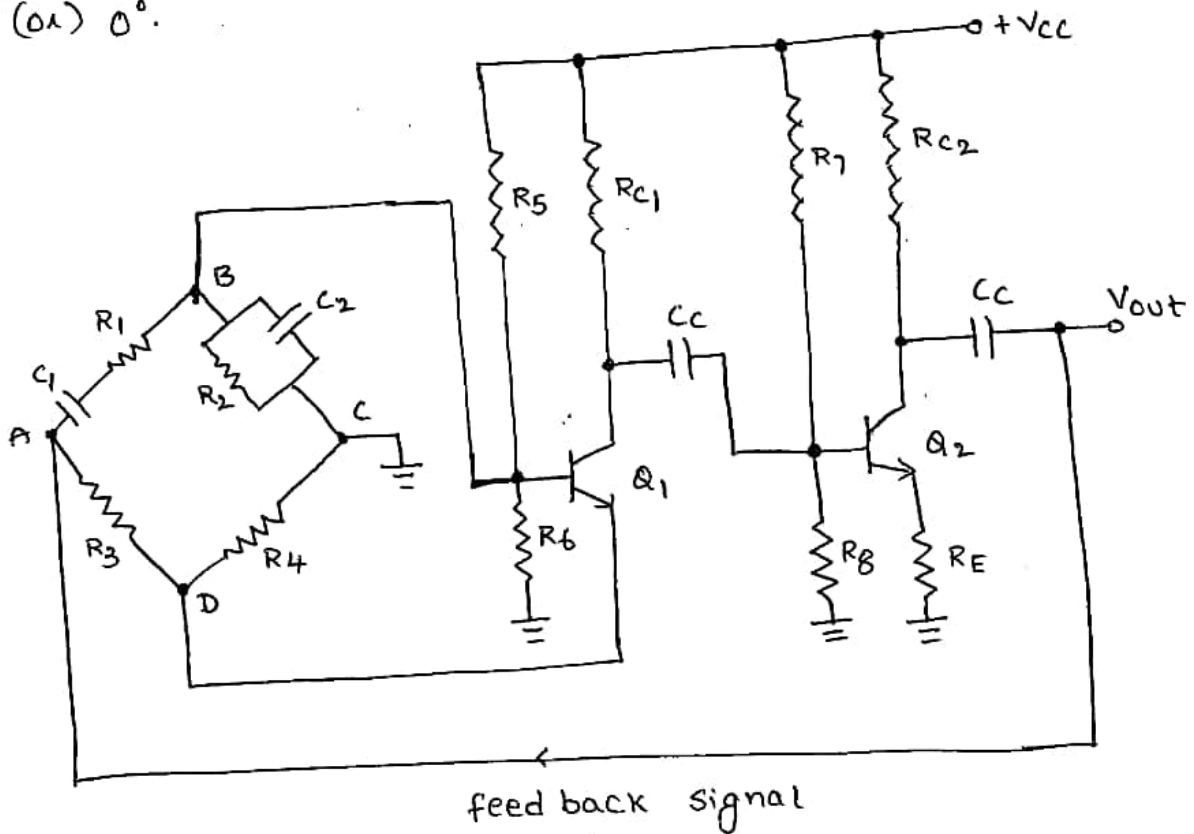 (or) 0°.
+ VCC
R5
RC1
R7
RC2
B
C2
R1
C1
R2
C
A
CC
CC
Vout
Q1
Q2
R3
R4
R6
R8
RE
D
feed back signal